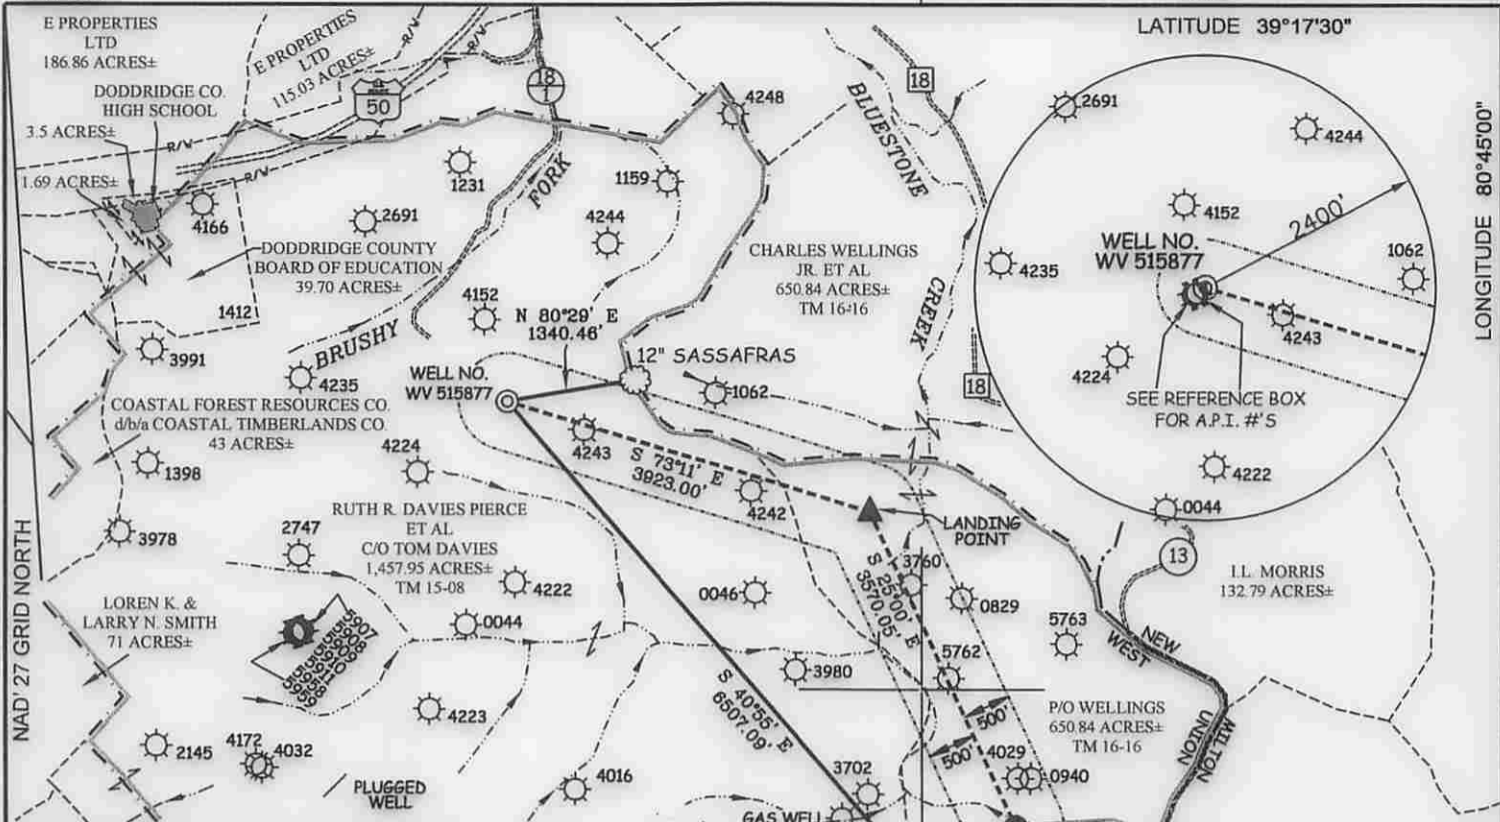 E PROPERTIES
LTD
186.86 ACRES±
E PROPERTIES
LTD
115.03 ACRES±
R/W
R/W
US
50
18
1
DODDRIDGE CO.
HIGH SCHOOL
3.5 ACRES±
1.69 ACRES±
R/W
R/W
4166
1231
2691
FORK
1159
4244
4248
BLUESTONE
CREEK
18
18
LATITUDE 39°17'30"
LONGITUDE 80°45'00"
2691
4244
4152
2400'
WELL NO.
WV 515877
1062
4235
4243
4224
SEE REFERENCE BOX
FOR A.P.I. #'S
4222
0044
DODDRIDGE COUNTY
BOARD OF EDUCATION
39.70 ACRES±
1412
CHARLES WELLINGS
JR. ET AL
650.84 ACRES±
TM 16-16
4152
N 80°29' E
1340.46'
BRUSHY
3991
4235
WELL NO.
WV 515877
12" SASSAFRAS
1062
COASTAL FOREST RESOURCES CO.
d/b/a COASTAL TIMBERLANDS CO.
43 ACRES±
1398
4224
4243
S 73°11' E
3923.00'
4242
LANDING
POINT
RUTH R. DAVIES PIERCE
ET AL
C/O TOM DAVIES
1,457.95 ACRES±
TM 15-08
3978
2747
NAD' 27 GRID NORTH
4222
0044
0046
3760
S 25°00' E
3570.05'
0829
13
I.L. MORRIS
132.79 ACRES±
5763
NEW
WEST
LOREN K. &
LARRY N. SMITH
71 ACRES±
5907
3980
5762
S 40°55' E
6507.09'
4223
P/O WELLINGS
650.84 ACRES±
TM 16-16
500'
500'
UNION
WILTON
2145
4172
4032
PLUGGED
WELL
4016
3702
4029
0940
GAS WELL